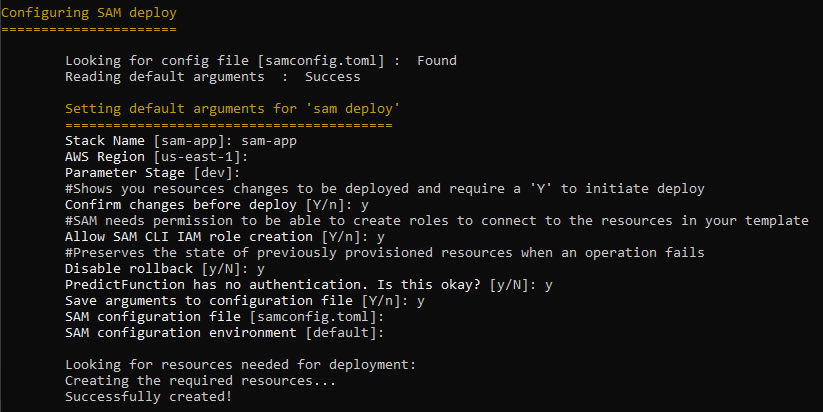 Configuring SAM deploy
======================
Looking for config file [samconfig.toml] :  Found
Reading default arguments  :  Success
Setting default arguments for 'sam deploy'
=========================================
Stack Name [sam-app]: sam-app
AWS Region [us-east-1]:
Parameter Stage [dev]:
#Shows you resources changes to be deployed and require a 'Y' to initiate deploy
Confirm changes before deploy [Y/n]: y
#SAM needs permission to be able to create roles to connect to the resources in your template
Allow SAM CLI IAM role creation [Y/n]: y
#Preserves the state of previously provisioned resources when an operation fails
Disable rollback [y/N]: y
PredictFunction has no authentication. Is this okay? [y/N]: y
Save arguments to configuration file [Y/n]: y
SAM configuration file [samconfig.toml]:
SAM configuration environment [default]:
Looking for resources needed for deployment:
Creating the required resources...
Successfully created!